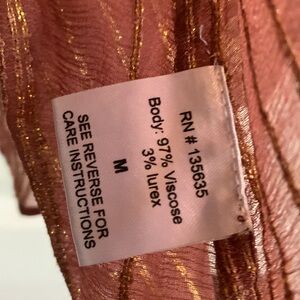 RN # 135635
Body: 97% Viscose
3% lurex
M
SEE REVERSE FOR
CARE INSTRUCTIONS